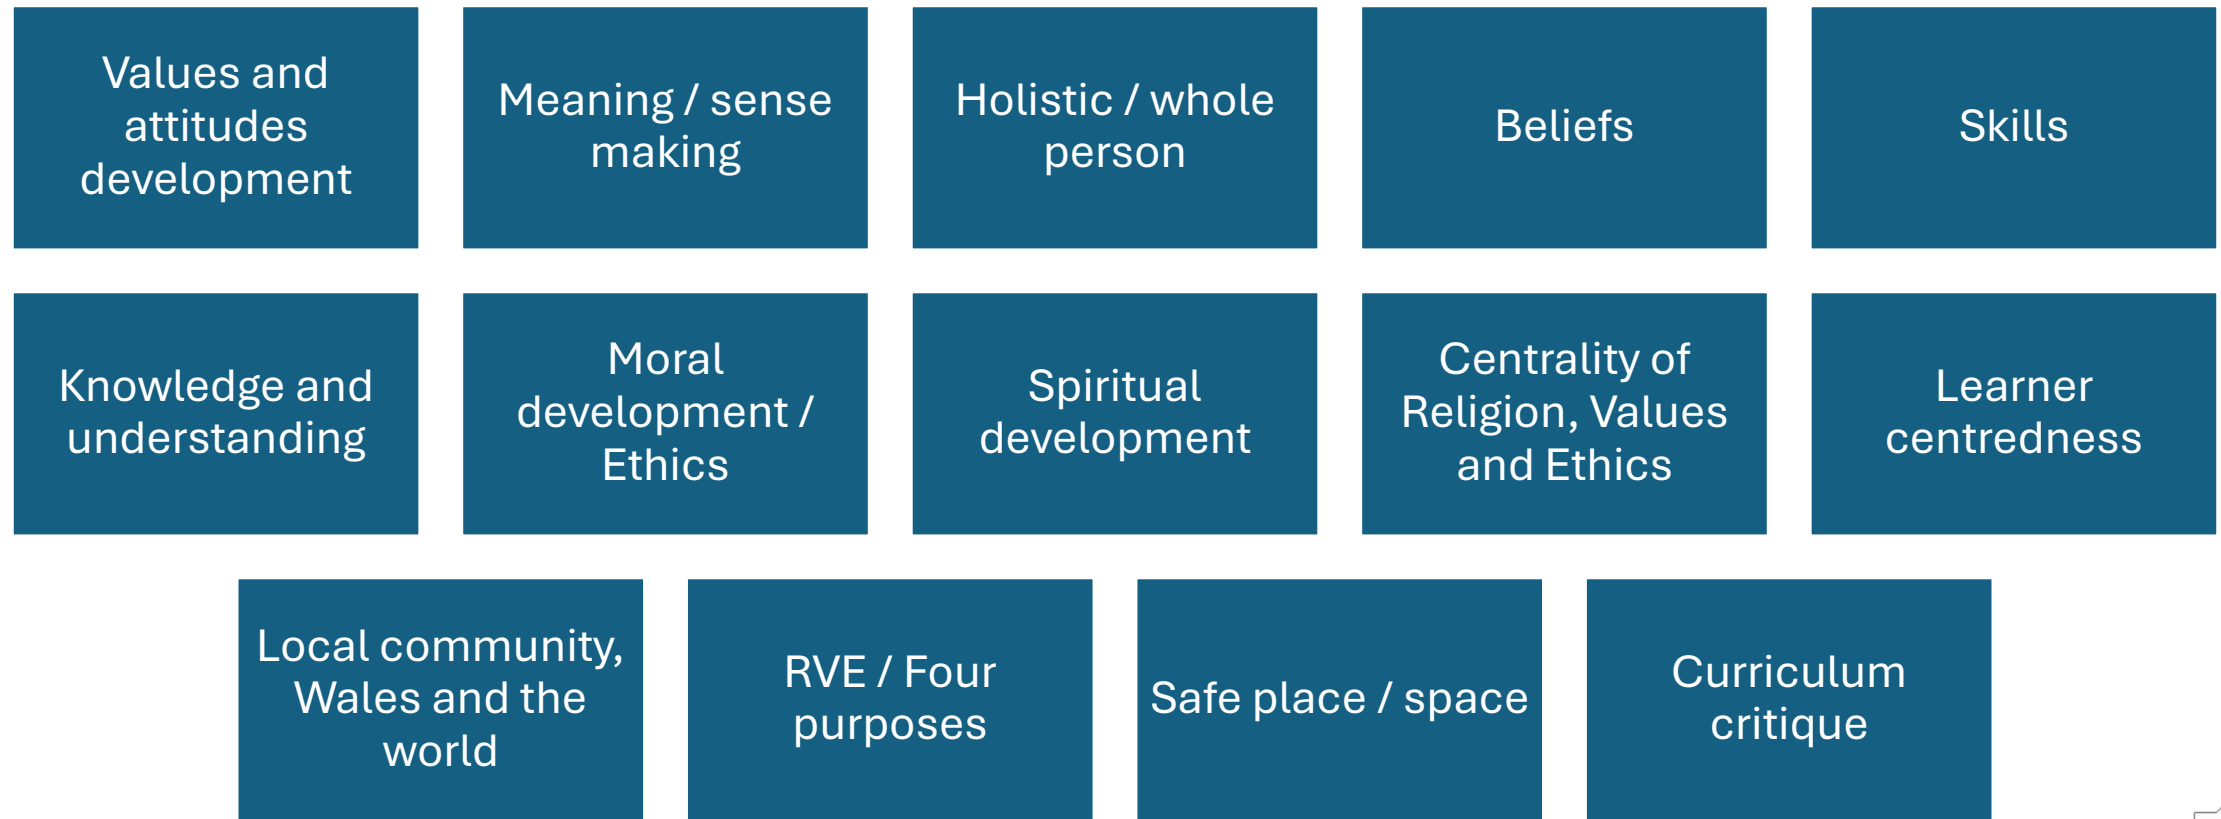 Values and
attitudes
development
Meaning / sense
making
Holistic / whole
person
Beliefs
Skills
Knowledge and
understanding
Moral
development /
Ethics
Spiritual
development
Centrality of
Religion, Values
and Ethics
Learner
centredness
Local community,
Wales and the
world
RVE / Four
purposes
Safe place / space
Curriculum
critique